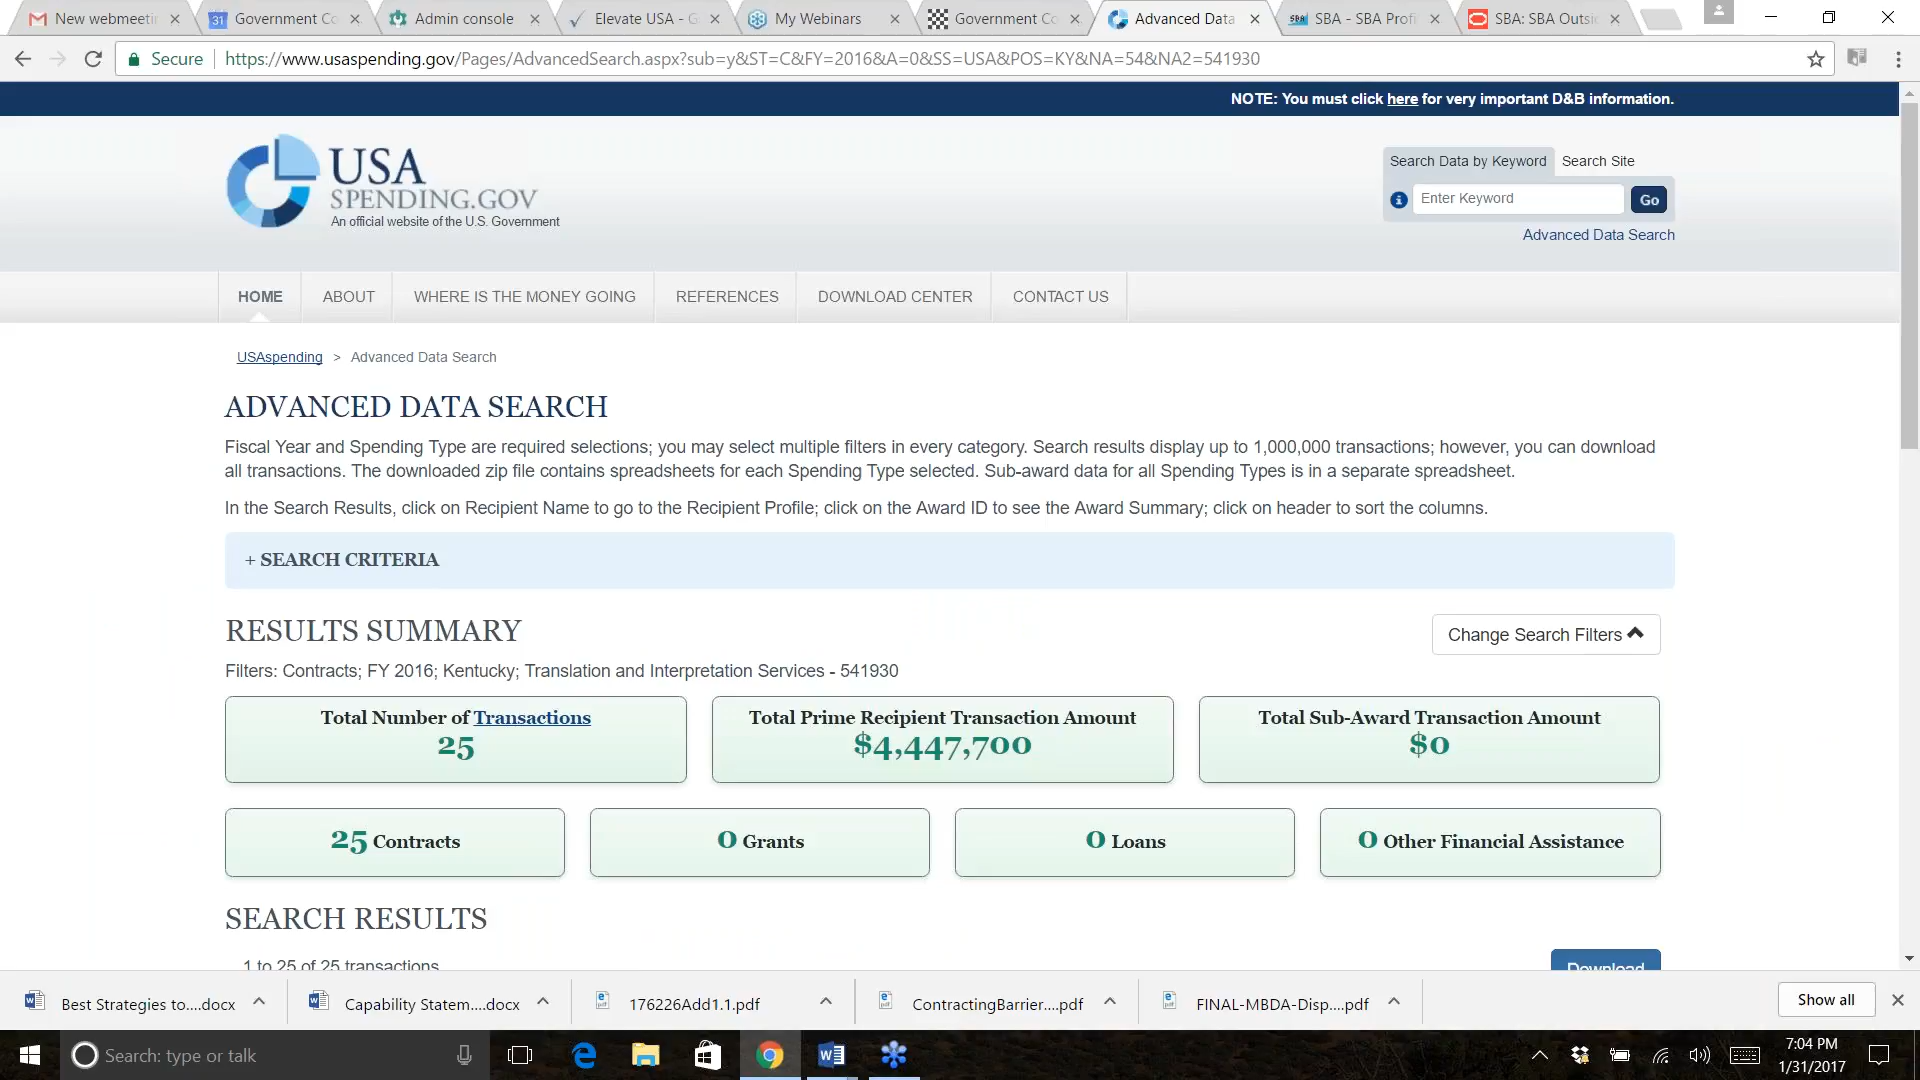 New webmeeti
31 Government Co
Admin console
Elevate USA - G
My Webinars
Government Co
Advanced Data
SBA - SBA Profi
SBA: SBA Outsi
Secure https://www.usaspending.gov/Pages/AdvancedSearch.aspx?sub=y&ST=C&FY=2016&A=0&SS=USA&POS=KY&NA=54&NA2=541930
NOTE: You must click here for very important D&B information.
USA
SPENDING.GOV
An official website of the U.S. Government
Search Data by Keyword Search Site
Enter Keyword Go
Advanced Data Search
HOME ABOUT WHERE IS THE MONEY GOING REFERENCES DOWNLOAD CENTER CONTACT US
USAspending > Advanced Data Search
ADVANCED DATA SEARCH
Fiscal Year and Spending Type are required selections; you may select multiple filters in every category. Search results display up to 1,000,000 transactions; however, you can download
all transactions. The downloaded zip file contains spreadsheets for each Spending Type selected. Sub-award data for all Spending Types is in a separate spreadsheet.
In the Search Results, click on Recipient Name to go to the Recipient Profile; click on the Award ID to see the Award Summary; click on header to sort the columns.
+ SEARCH CRITERIA
RESULTS SUMMARY
Change Search Filters
Filters: Contracts; FY 2016; Kentucky; Translation and Interpretation Services - 541930
Total Number of Transactions
25
Total Prime Recipient Transaction Amount
$4,447,700
Total Sub-Award Transaction Amount
$0
25 Contracts
0 Grants
0 Loans
0 Other Financial Assistance
SEARCH RESULTS
1 to 25 of 25 transactions
Download
Best Strategies to....docx
Capability Statem....docx
176226Add1.1.pdf
ContractingBarrier....pdf
FINAL-MBDA-Disp....pdf
Show all
Search: type or talk
7:04 PM
1/31/2017